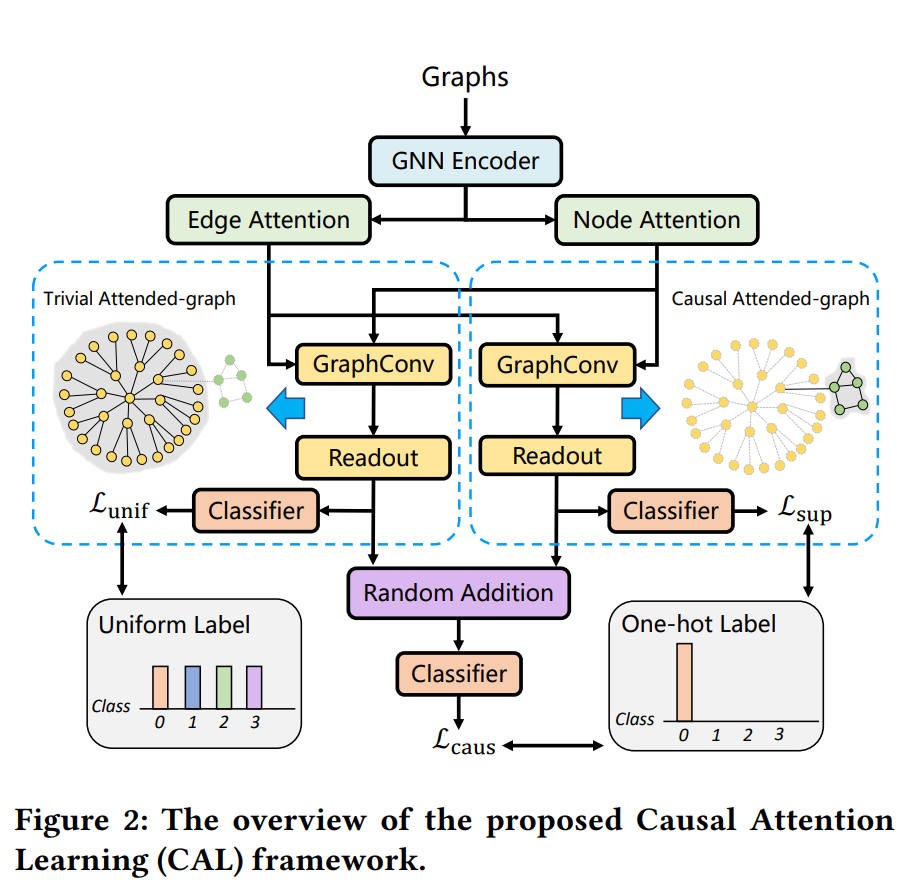 Graphs
GNN Encoder
Edge Attention
Node Attention
Trivial Attended-graph
Causal Attended-graph
GraphConv
GraphConv
Readout
Readout
ℒunif
Classifier
Classifier
ℒsup
Random Addition
Uniform Label
Class
0 1 2 3
Classifier
ℒcaus
One-hot Label
Class
0 1 2 3
Figure 2: The overview of the proposed Causal Attention
Learning (CAL) framework.